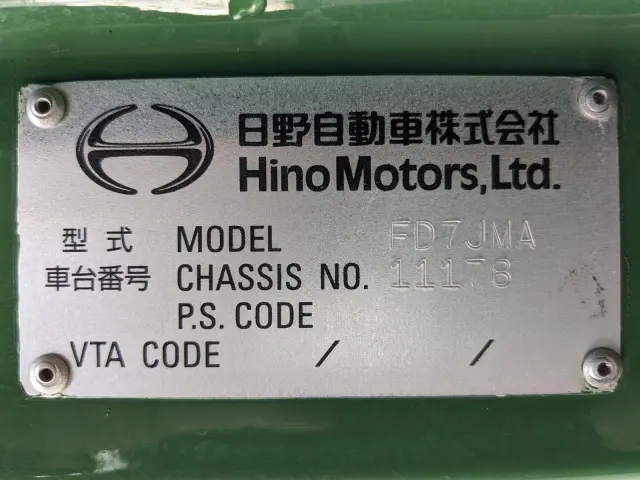 日野自動車株式会社
Hino Motors, Ltd.
型式 MODEL FD7JMA
車台番号 CHASSIS NO. 11178
P.S. CODE
VTA CODE / /